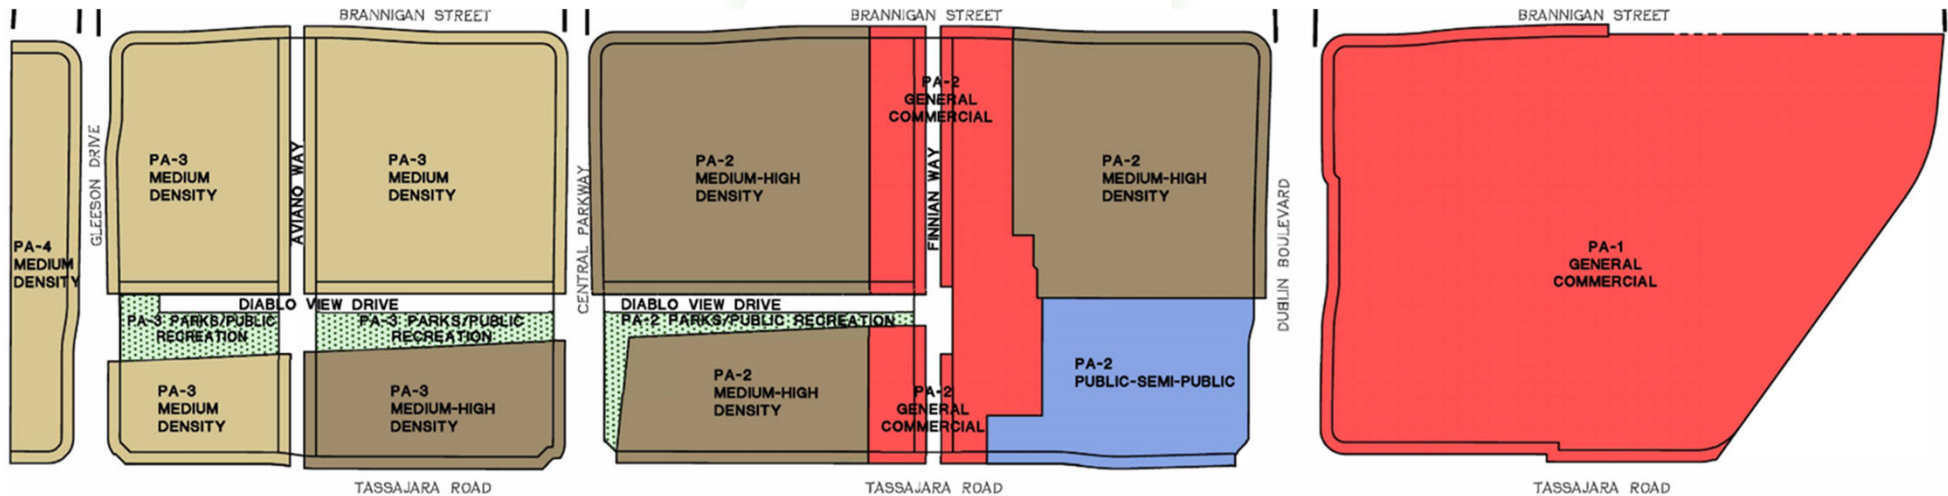 BRANNIGAN STREET
BRANNIGAN STREET
BRANNIGAN STREET
GLEESON DRIVE
PA-4
MEDIUM
DENSITY
PA-3
MEDIUM
DENSITY
AVIANO WAY
PA-3
MEDIUM
DENSITY
CENTRAL PARKWAY
PA-2
MEDIUM-HIGH
DENSITY
PA-2
GENERAL
COMMERCIAL
FINNIAN WAY
PA-2
MEDIUM-HIGH
DENSITY
DUBLIN BOULEVARD
PA-1
GENERAL
COMMERCIAL
DIABLO VIEW DRIVE
DIABLO VIEW DRIVE
PA-3 PARKS/PUBLIC
RECREATION
PA-3 PARKS/PUBLIC
RECREATION
PA-2 PARKS/PUBLIC RECREATION
PA-3
MEDIUM
DENSITY
PA-3
MEDIUM-HIGH
DENSITY
PA-2
MEDIUM-HIGH
DENSITY
PA-2
GENERAL
COMMERCIAL
PA-2
PUBLIC-SEMI-PUBLIC
TASSAJARA ROAD
TASSAJARA ROAD
TASSAJARA ROAD